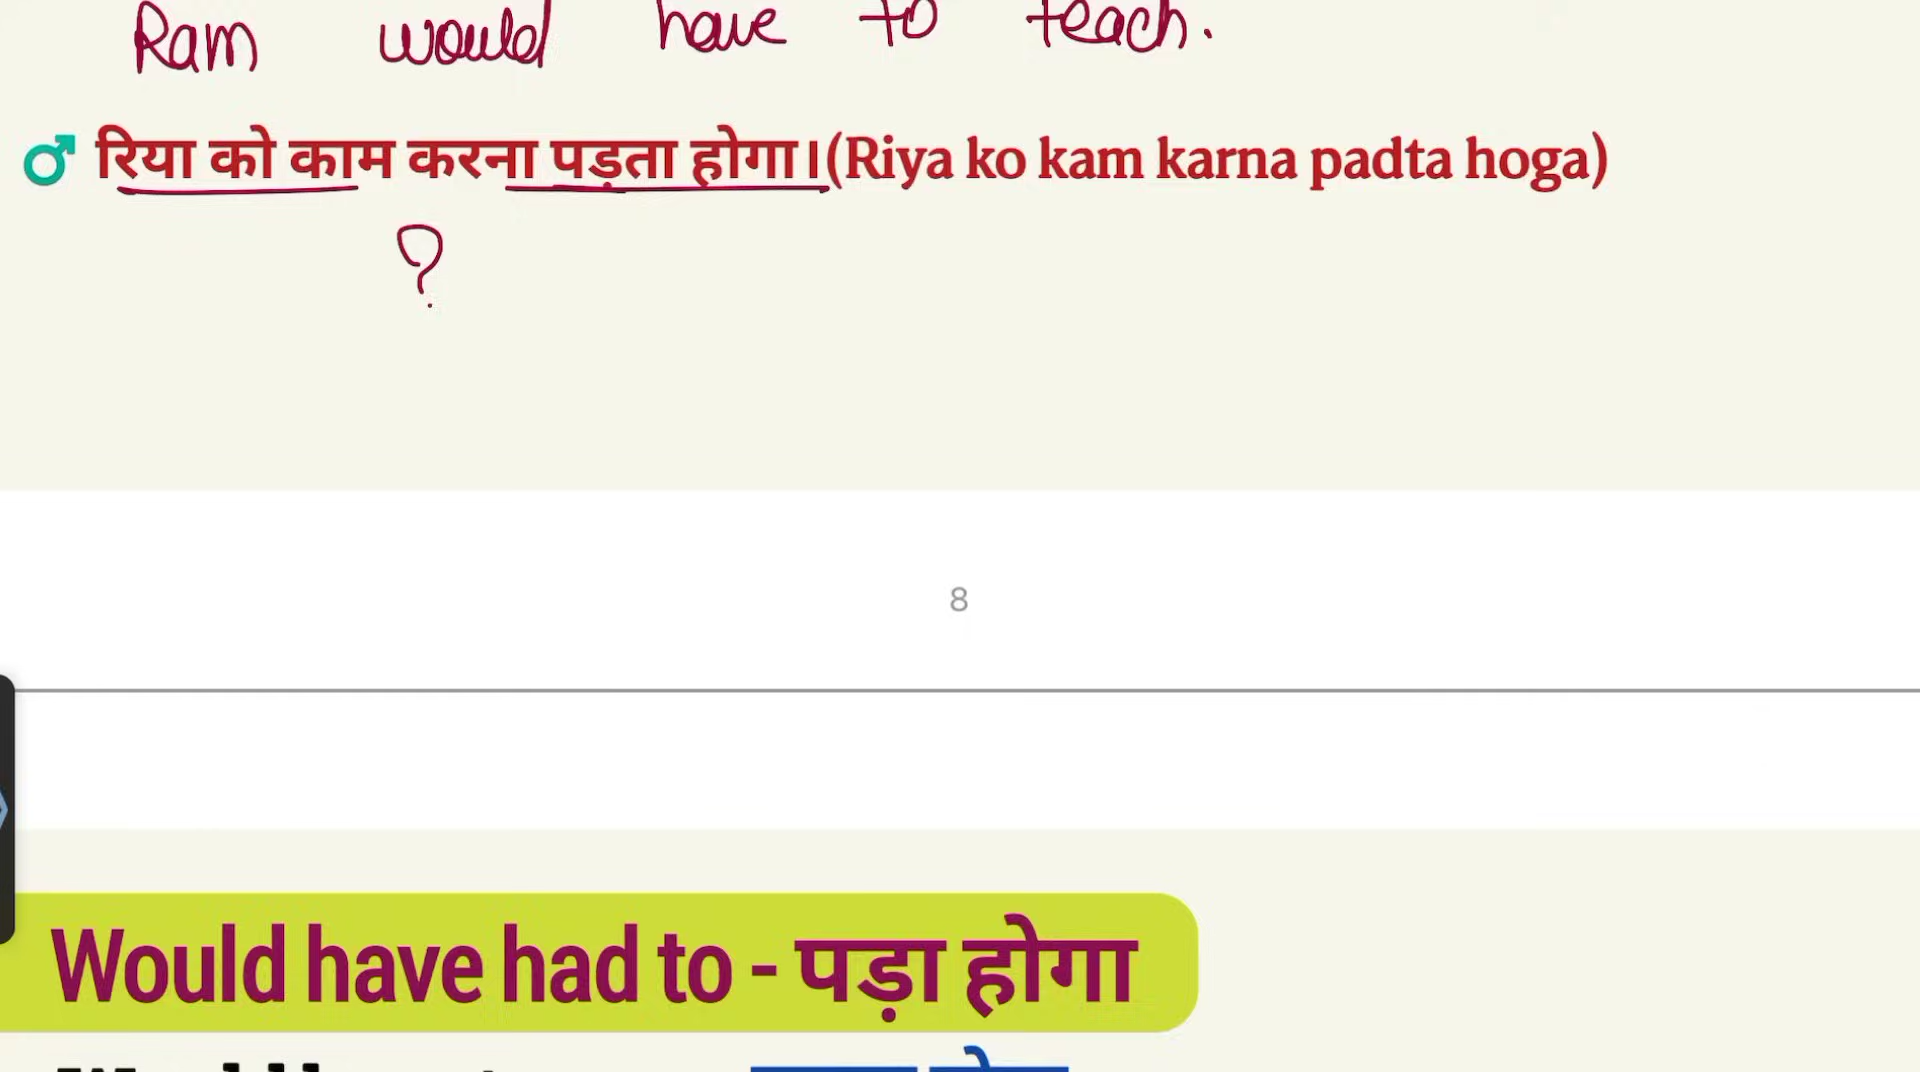 Ram would have to teach.
रिया को काम करना पड़ता होगा।(Riya ko kam karna padta hoga)
?
8
Would have had to - पड़ा होगा